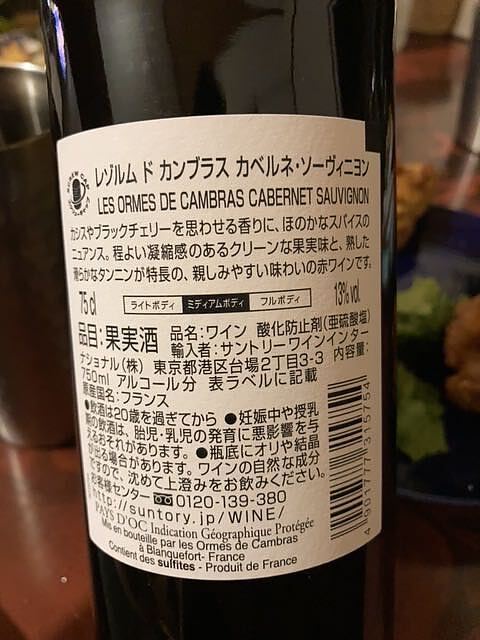 レゾルム ド カンブラス カベルネ・ソーヴィニヨン
LES ORMES DE CAMBRAS CABERNET SAUVIGNON
カシスやブラックチェリーを思わせる香りに、ほのかなスパイスの
ニュアンス。程よい凝縮感のあるクリーンな果実味と、熟した
滑らかなタンニンが特長の、親しみやすい味わいの赤ワインです。
75cl ライトボディ ミディアムボディ フルボディ 13% vol.
品目:果実酒 品名:ワイン 酸化防止剤(亜硫酸塩)
輸入者:サントリーワインインター
ナショナル(株) 東京都港区台場2丁目3-3 内容量:
750ml アルコール分 表ラベルに記載
原産国名:フランス
●飲酒は20歳を過ぎてから ●妊娠中や授乳
期の飲酒は、胎児・乳児の発育に悪影響を与
えるおそれがあります。●瓶底にオリや結晶
が出る場合があります。ワインの自然な成分
ですので、沈めて上澄みをお飲みください。
お客様センター 0120-139-380
http://suntory.jp/WINE/
PAYS D'OC Indication Géographique Protégée
Mis en bouteille par les Ormes de Cambras
à Blanquefort- France
Contient des sulfites - Produit de France
4 901777 315754